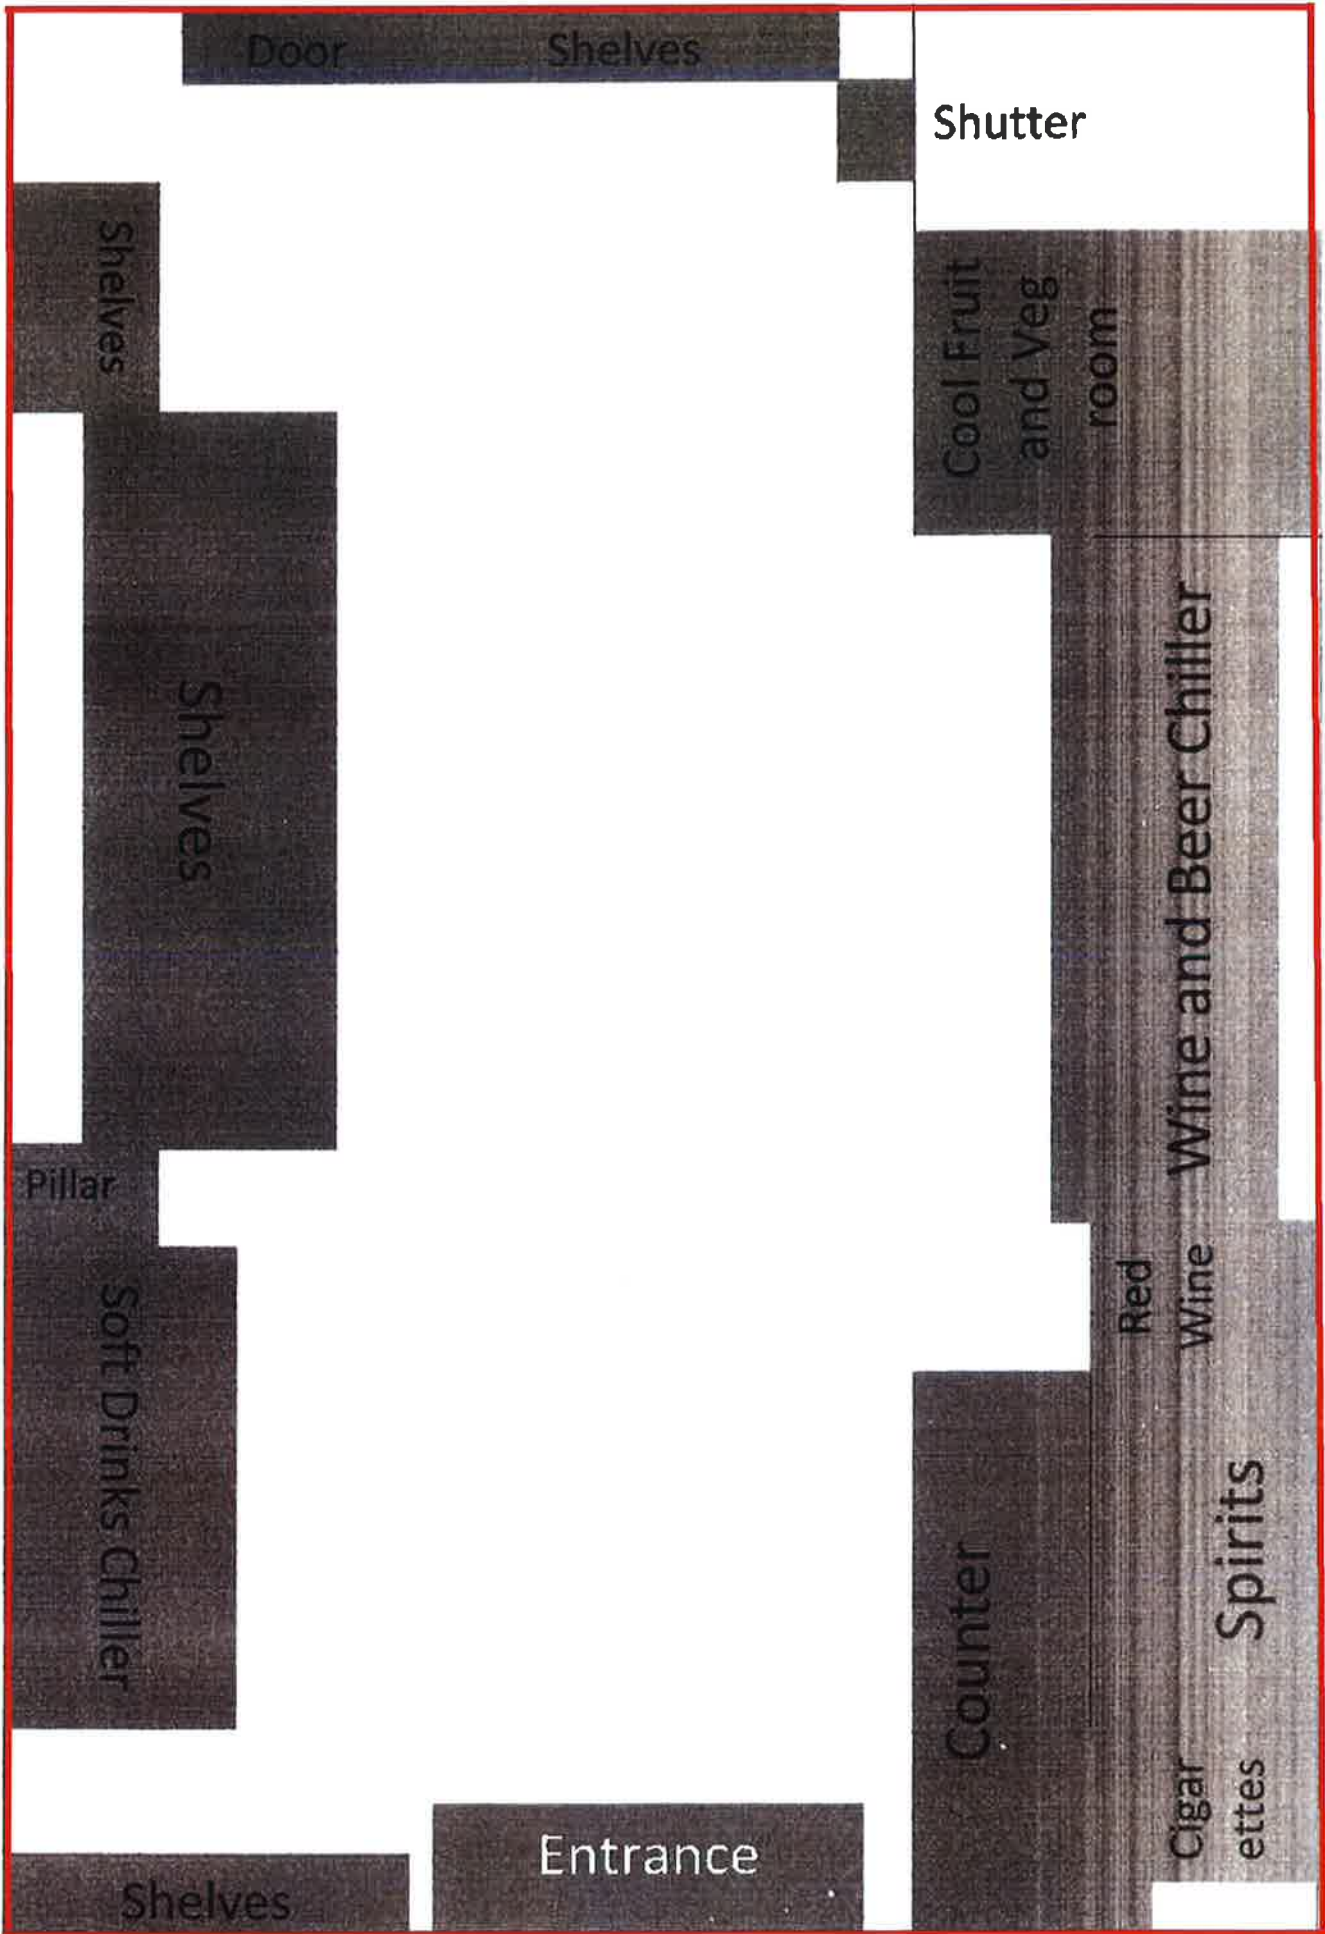 Door
Shelves
Shutter
Shelves
Cool Fruit
and Veg
room
Shelves
Wine and Beer Chiller
Pillar
Red
Wine
Soft Drinks Chiller
Spirits
Counter
Cigar
ettes
Entrance
Shelves